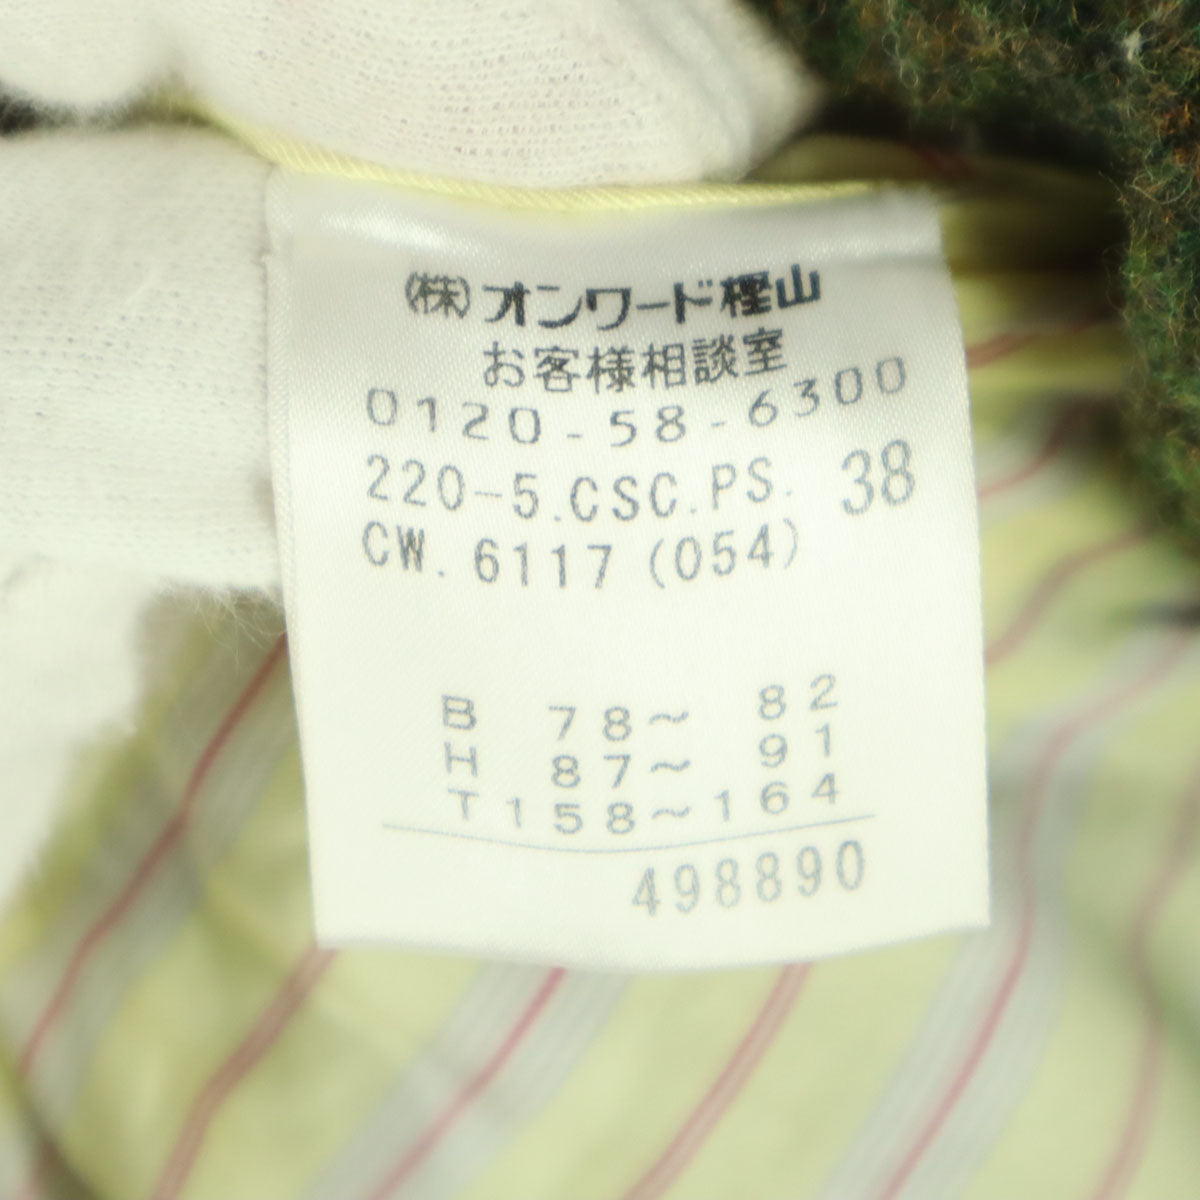 (株)オンワード樫山
お客様相談室
0120-58-6300
220-5.CSC.PS. 38
CW.6117(054)
B 78～ 82
H 87～ 91
T158～164
498890